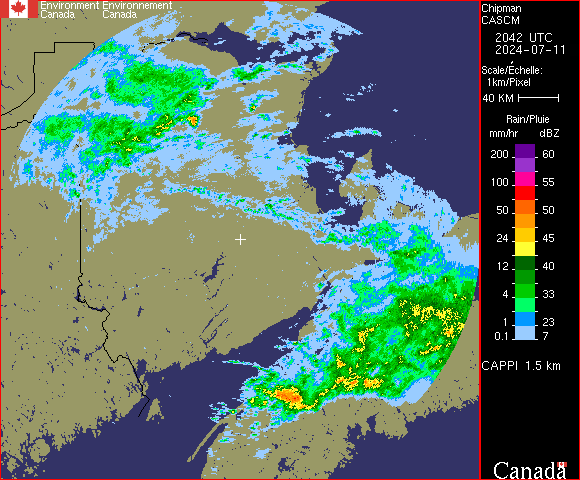 Environment Environnement
Canada Canada
Chipman
CASCM
2042 UTC
2024-07-11
Scale/Échelle:
1km/Pixel
40 KM
Rain/Pluie
mm/hr dBZ
200 60
100 55
50 50
24 45
12 40
4 33
1 23
0.1 7
CAPPI 1.5 km
Canada